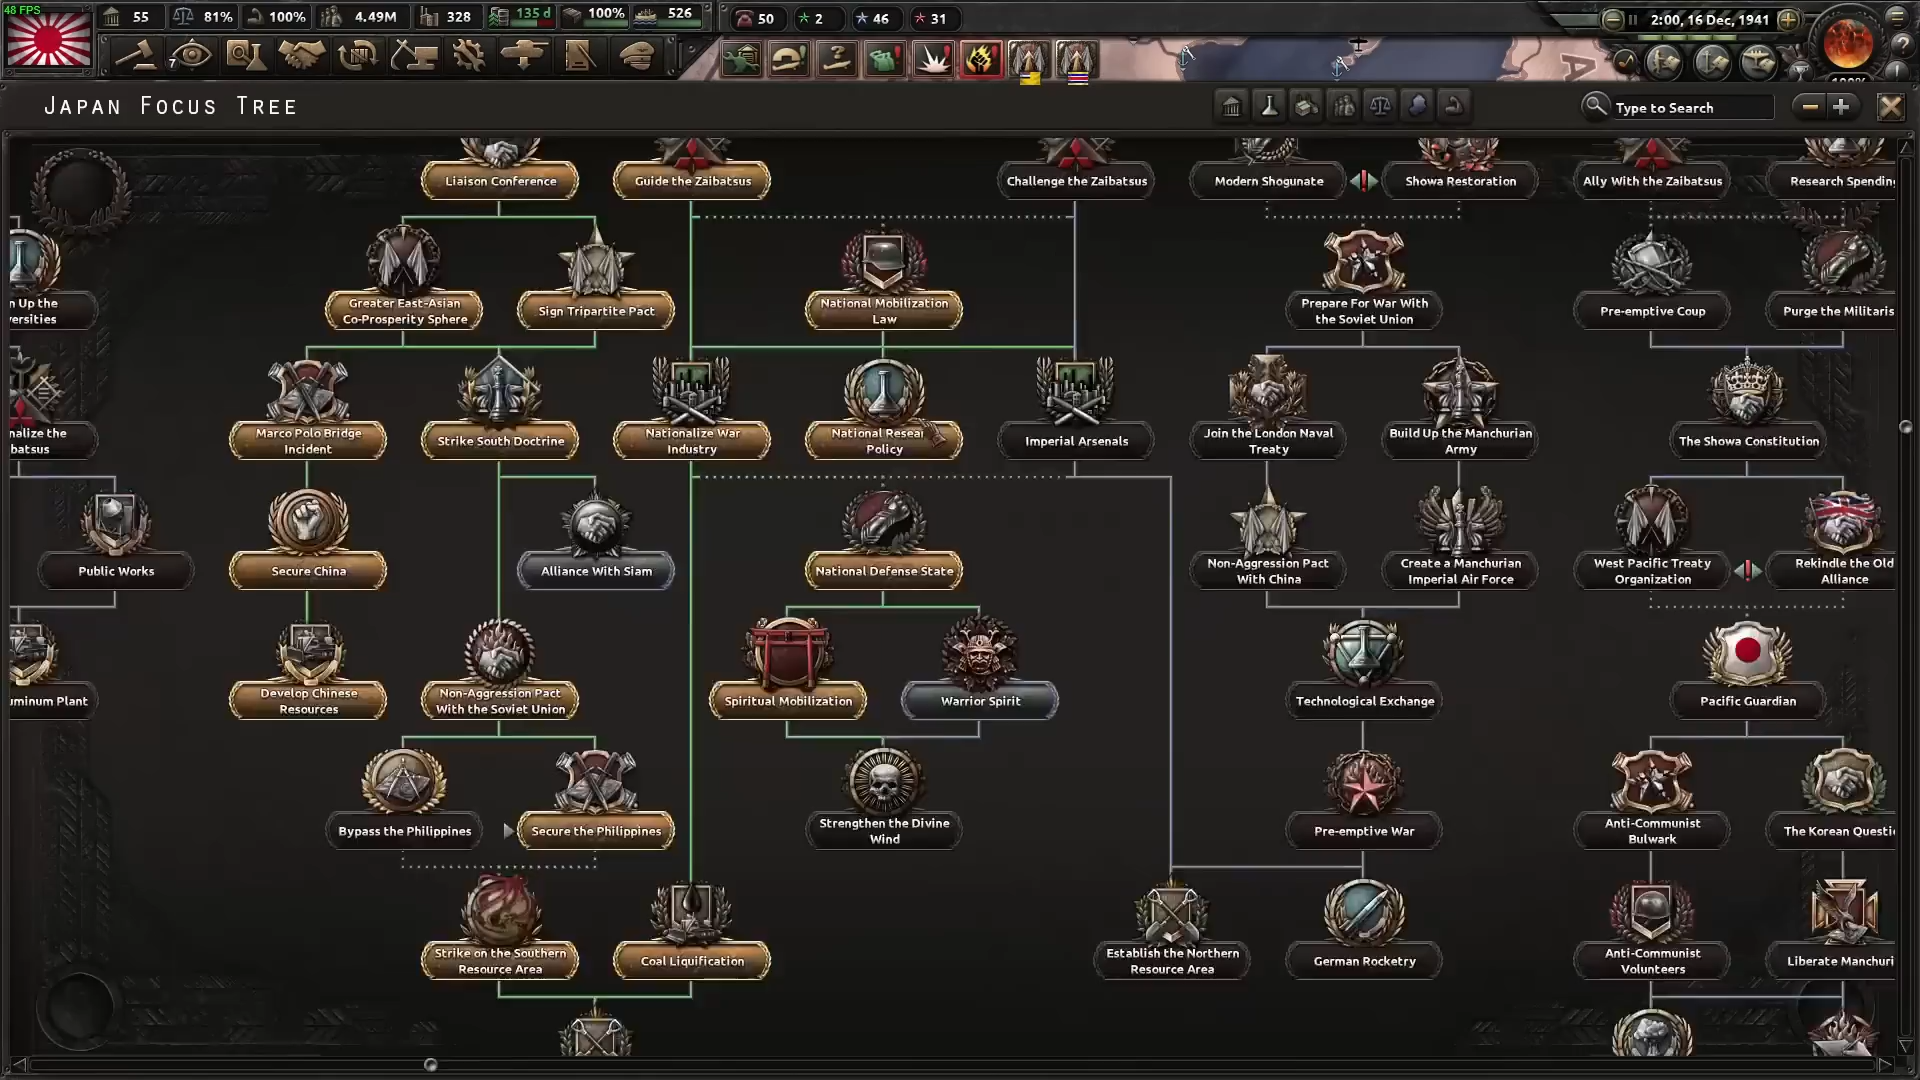 48 FPS
55
81%
100%
4.49M
328
135 d
100%
526
50
2
46
31
2:00, 16 Dec, 1941
Japan Focus Tree
Type to Search
Liaison Conference
Guide the Zaibatsus
Challenge the Zaibatsus
Modern Shogunate
Showa Restoration
Ally With the Zaibatsus
Research Spending
n Up the
versities
Greater East-Asian
Co-Prosperity Sphere
Sign Tripartite Pact
National Mobilization
Law
Prepare For War With
the Soviet Union
Pre-emptive Coup
Purge the Militaris
nalize the
batsus
Marco Polo Bridge
Incident
Strike South Doctrine
Nationalize War
Industry
National Resear
Policy
Imperial Arsenals
Join the London Naval
Treaty
Build Up the Manchurian
Army
The Showa Constitution
Public Works
Secure China
Alliance With Siam
National Defense State
Non-Aggression Pact
With China
Create a Manchurian
Imperial Air Force
West Pacific Treaty
Organization
Rekindle the Old
Alliance
uminum Plant
Develop Chinese
Resources
Non-Aggression Pact
With the Soviet Union
Spiritual Mobilization
Warrior Spirit
Technological Exchange
Pacific Guardian
Bypass the Philippines
Secure the Philippines
Strengthen the Divine
Wind
Pre-emptive War
Anti-Communist
Bulwark
The Korean Questi
Strike on the Southern
Resource Area
Coal Liquification
Establish the Northern
Resource Area
German Rocketry
Anti-Communist
Volunteers
Liberate Manchuri